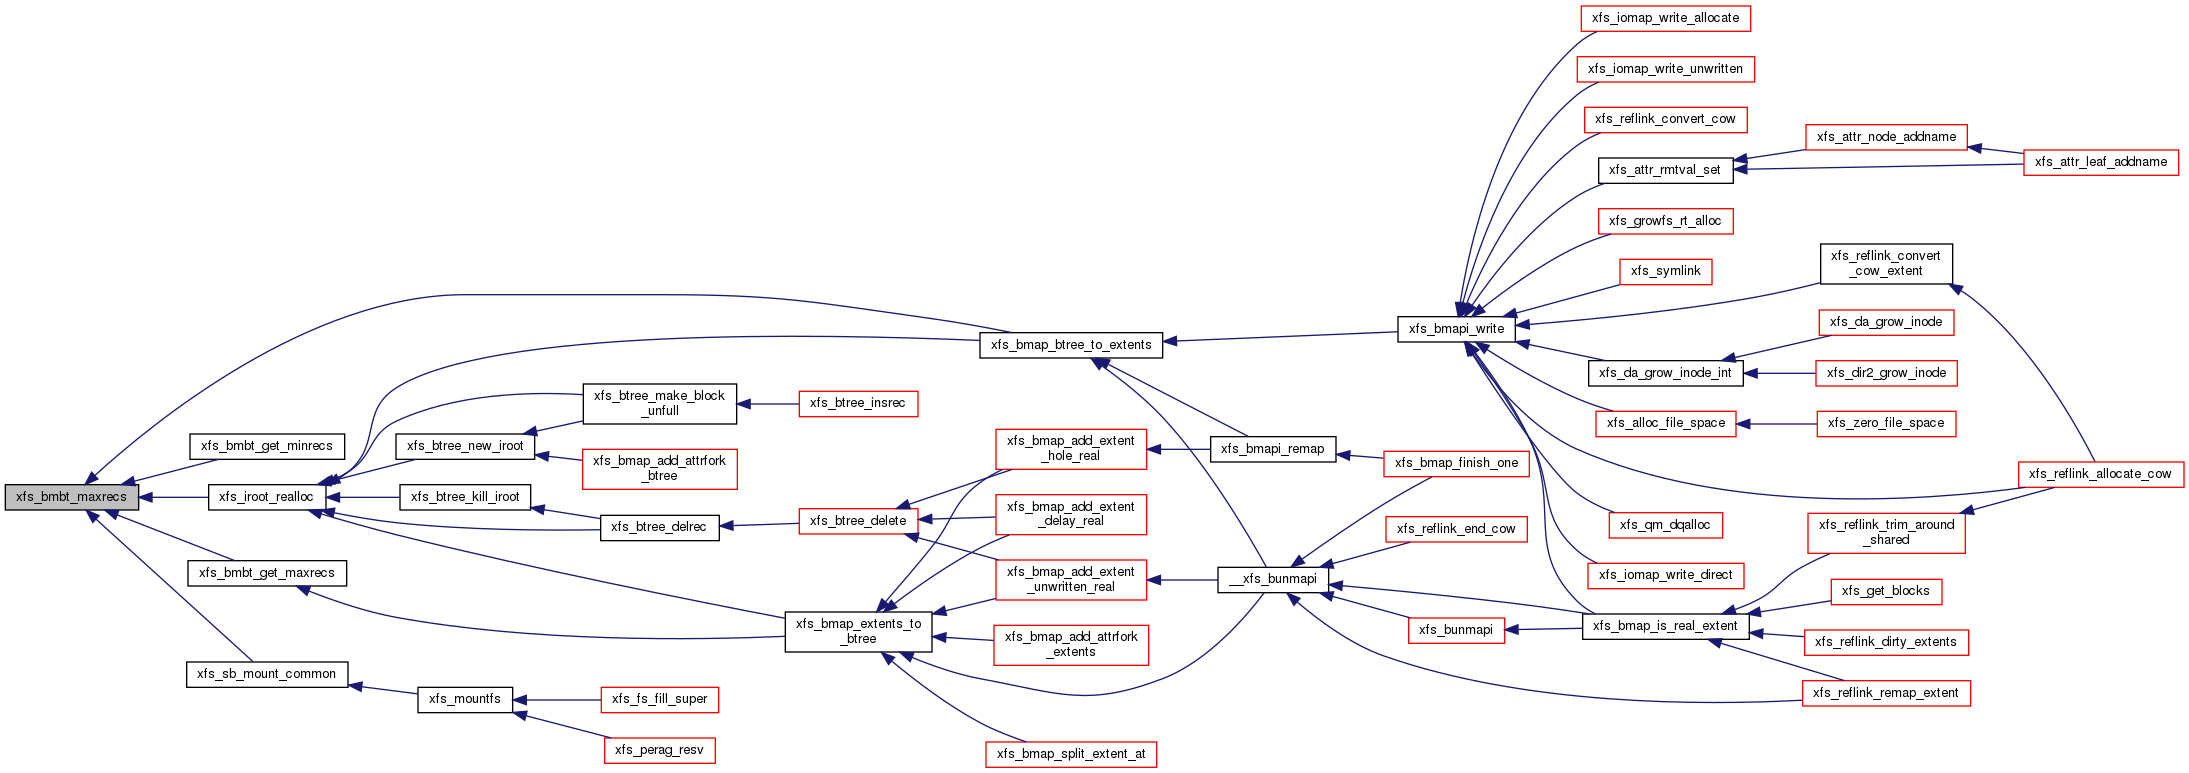 xfs_iomap_write_allocate
xfs_iomap_write_unwritten
xfs_reflink_convert_cow
xfs_attr_node_addname
xfs_attr_leaf_addname
xfs_attr_rmtval_set
xfs_growfs_rt_alloc
xfs_reflink_convert
_cow_extent
xfs_symlink
xfs_bmapi_write
xfs_da_grow_inode
xfs_bmap_btree_to_extents
xfs_da_grow_inode_int
xfs_dir2_grow_inode
xfs_btree_make_block
_unfull
xfs_btree_insrec
xfs_alloc_file_space
xfs_zero_file_space
xfs_bmbt_get_minrecs
xfs_btree_new_iroot
xfs_bmap_add_extent
_hole_real
xfs_bmapi_remap
xfs_bmap_add_attrfork
_btree
xfs_bmap_finish_one
xfs_reflink_allocate_cow
xfs_bmbt_maxrecs
xfs_iroot_realloc
xfs_btree_kill_iroot
xfs_btree_delrec
xfs_btree_delete
xfs_bmap_add_extent
_delay_real
xfs_reflink_end_cow
xfs_qm_dqalloc
xfs_reflink_trim_around
_shared
xfs_bmbt_get_maxrecs
xfs_bmap_add_extent
_unwritten_real
__xfs_bunmapi
xfs_iomap_write_direct
xfs_get_blocks
xfs_bmap_extents_to
_btree
xfs_bmap_add_attrfork
_extents
xfs_bunmapi
xfs_bmap_is_real_extent
xfs_reflink_dirty_extents
xfs_sb_mount_common
xfs_mountfs
xfs_fs_fill_super
xfs_reflink_remap_extent
xfs_perag_resv
xfs_bmap_split_extent_at